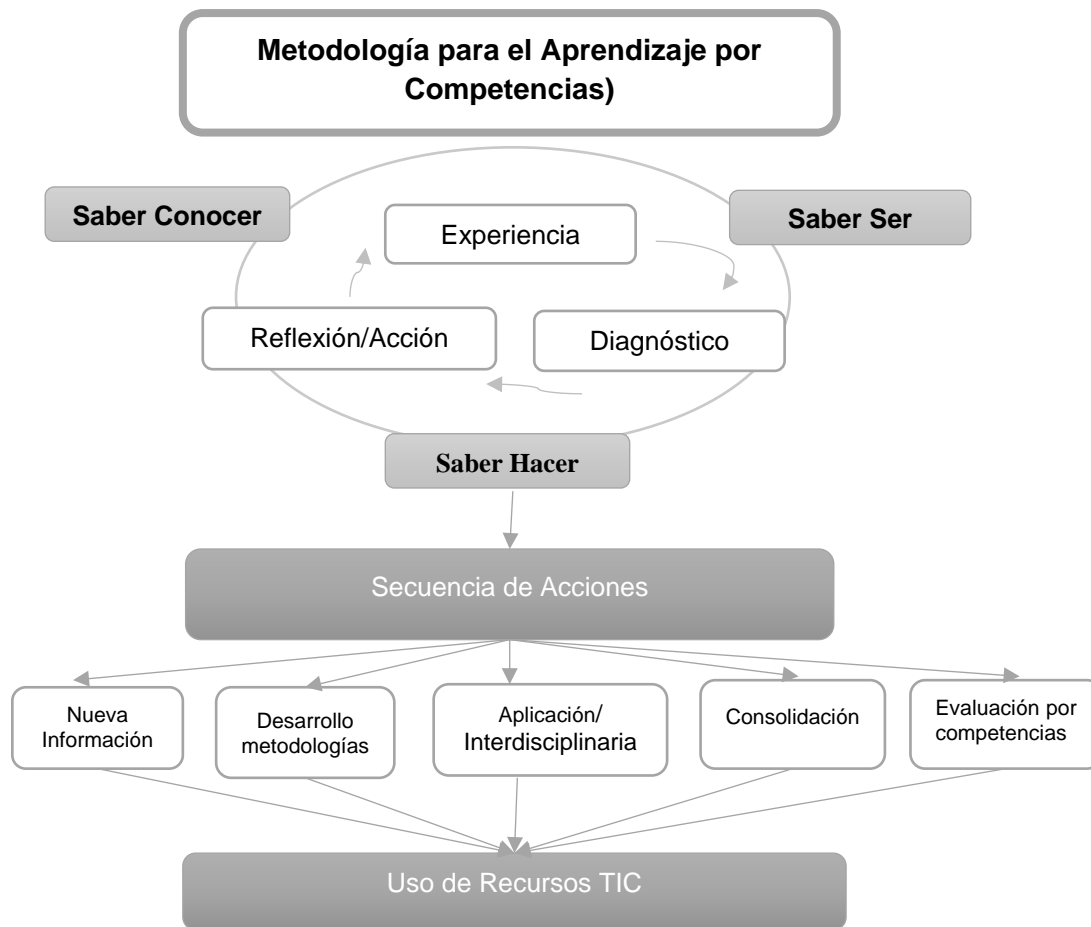 Metodología para el Aprendizaje por
Competencias)
Saber Conocer
Saber Ser
Experiencia
Reflexión/Acción
Diagnóstico
Saber Hacer
Secuencia de Acciones
Nueva
Información
Desarrollo
metodologías
Aplicación/
Interdisciplinaria
Consolidación
Evaluación por
competencias
Uso de Recursos TIC